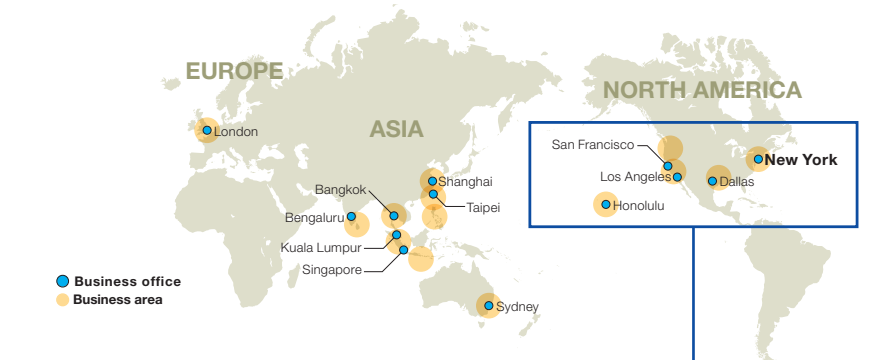 EUROPE
NORTH AMERICA
ASIA
London
San Francisco
New York
Los Angeles
Dallas
Shanghai
Bangkok
Taipei
Honolulu
Bengaluru
Kuala Lumpur
Singapore
Business office
Business area
Sydney